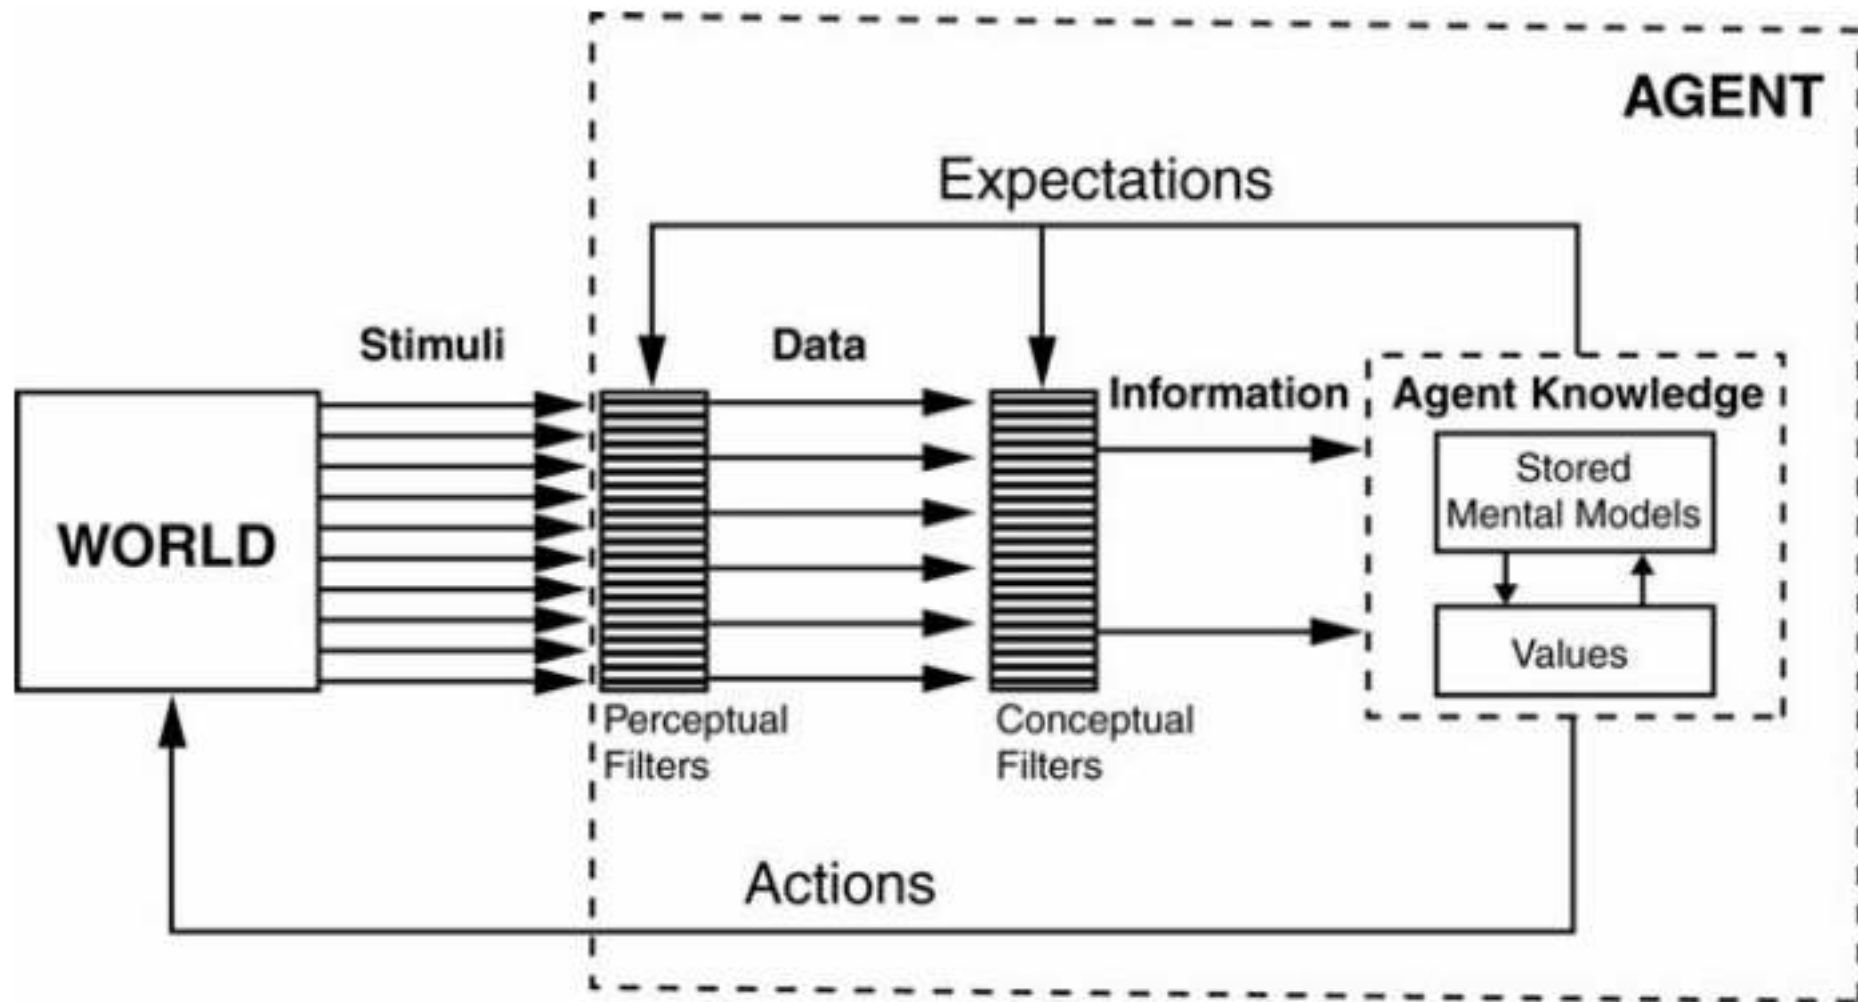 AGENT
Expectations
Stimuli
Data
Information
Agent Knowledge
Stored
Mental Models
WORLD
Values
Perceptual
Filters
Conceptual
Filters
Actions